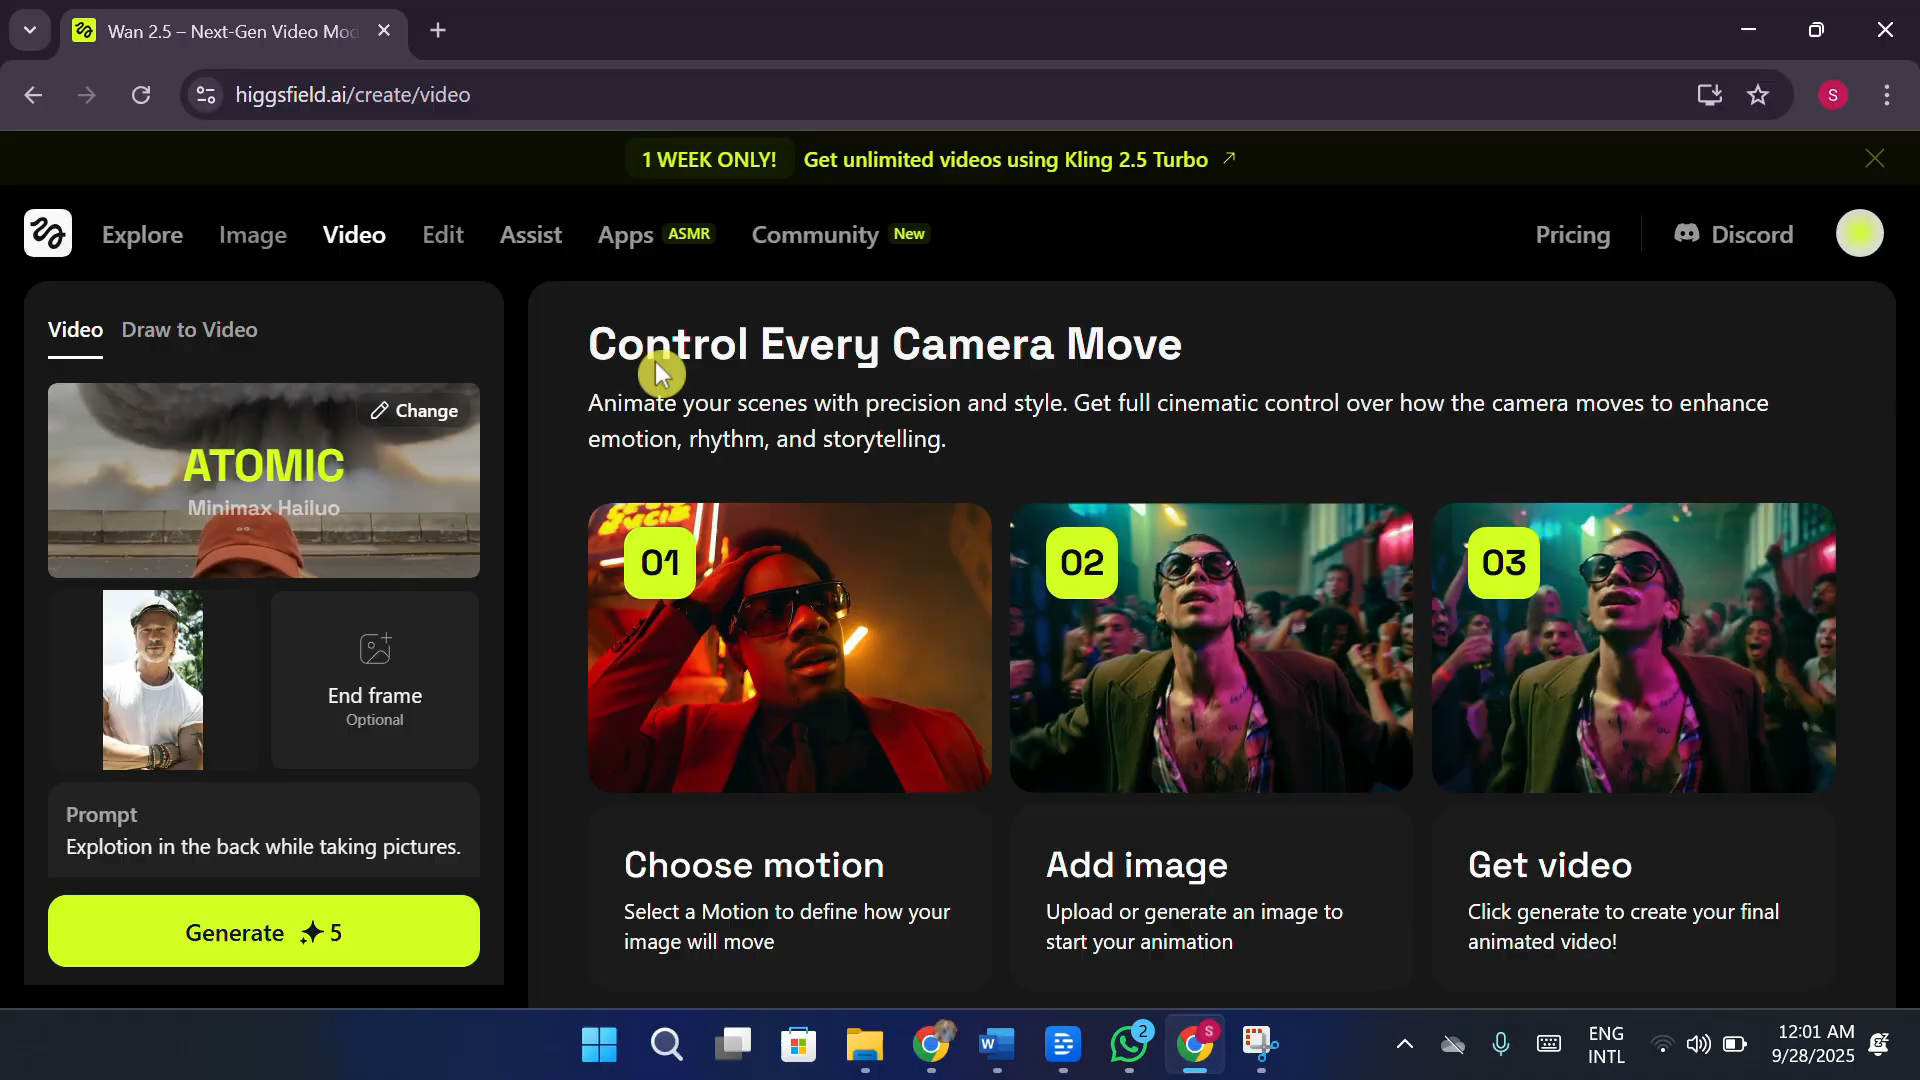 Wan 2.5 – Next-Gen Video Mod
higgsfield.ai/create/video
S
1 WEEK ONLY! Get unlimited videos using Kling 2.5 Turbo
Explore
Image
Video
Edit
Assist
Apps ASMR
Community New
Pricing
Discord
Video
Draw to Video
Change
ATOMIC
Minimax Hailuo
End frame
Optional
Prompt
Explotion in the back while taking pictures.
Generate 5
Control Every Camera Move
Animate your scenes with precision and style. Get full cinematic control over how the camera moves to enhance
emotion, rhythm, and storytelling.
01
02
03
Choose motion
Select a Motion to define how your
image will move
Add image
Upload or generate an image to
start your animation
Get video
Click generate to create your final
animated video!
W
2
S
ENG
INTL
12:01 AM
9/28/2025